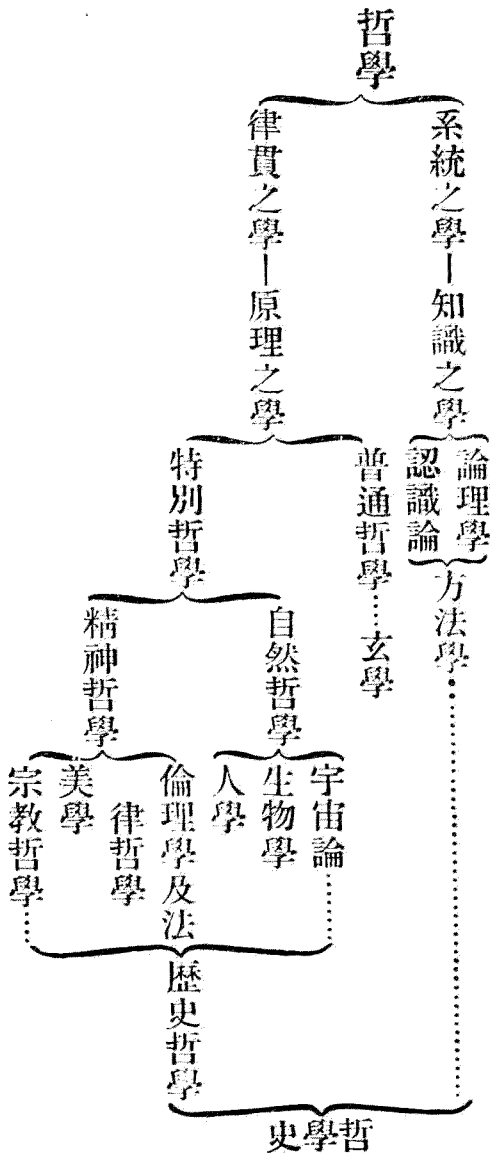 哲學
系統之學—知識之學
律貫之學—原理之學
論理學
認識論
方法學
普通哲學……玄學
特別哲學
自然哲學
精神哲學
宇宙論
生物學
人學
倫理學及法
律哲學
美學
宗教哲學
歷史哲學
史學哲